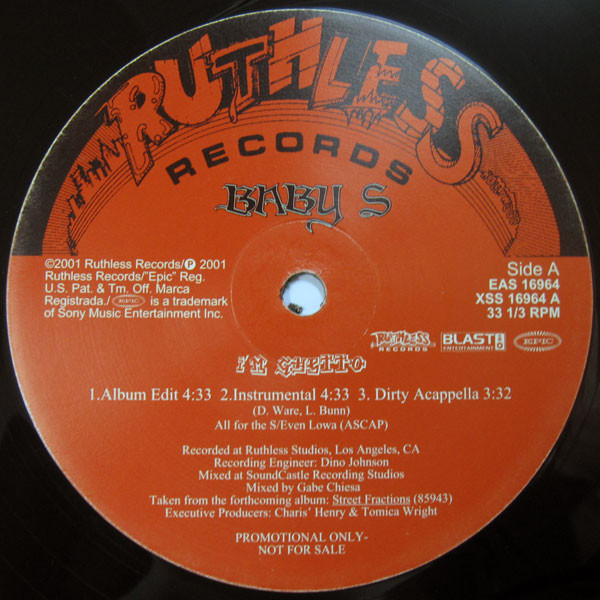 RUTHLESS
RECORDS
BABY S
©2001 Ruthless Records/℗ 2001
Ruthless Records/"Epic" Reg.
U.S. Pat. & Tm. Off. Marca
Registrada./ EPIC is a trademark
of Sony Music Entertainment Inc.
Side A
EAS 16964
XSS 16964 A
33 1/3 RPM
RUTHLESS
RECORDS
BLAST
ENTERTAINMENT
EPIC
I'M GHETTO
1.Album Edit 4:33 2.Instrumental 4:33 3. Dirty Acappella 3:32
(D. Ware, L. Bunn)
All for the S/Even Lowa (ASCAP)
Recorded at Ruthless Studios, Los Angeles, CA
Recording Engineer: Dino Johnson
Mixed at SoundCastle Recording Studios
Mixed by Gabe Chiesa
Taken from the forthcoming album: Street Fractions (85943)
Executive Producers: Charis' Henry & Tomica Wright
PROMOTIONAL ONLY-
NOT FOR SALE